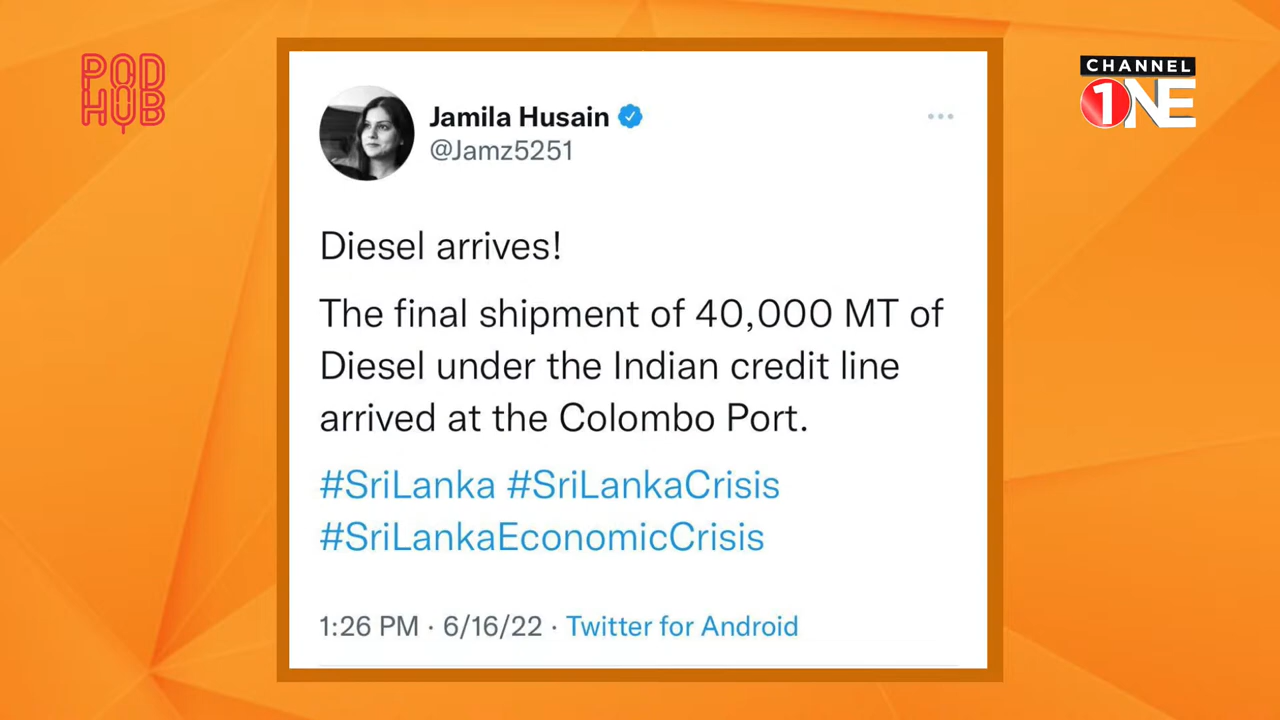 POD
HUB
CHANNEL
1NE
Jamila Husain
@Jamz5251
Diesel arrives!
The final shipment of 40,000 MT of
Diesel under the Indian credit line
arrived at the Colombo Port.
#SriLanka #SriLankaCrisis
#SriLankaEconomicCrisis
1:26 PM · 6/16/22 · Twitter for Android